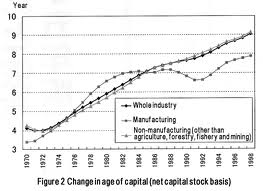 Year
10
9
8
7
6
5
4
3
Whole industry
Manufacturing
Non-manufacturing (other than
agriculture, forestry, fishery and mining)
1970 1972 1974 1976 1978 1980 1982 1984 1986 1988 1990 1992 1994 1996 1998
Figure 2 Change in age of capital (net capital stock basis)